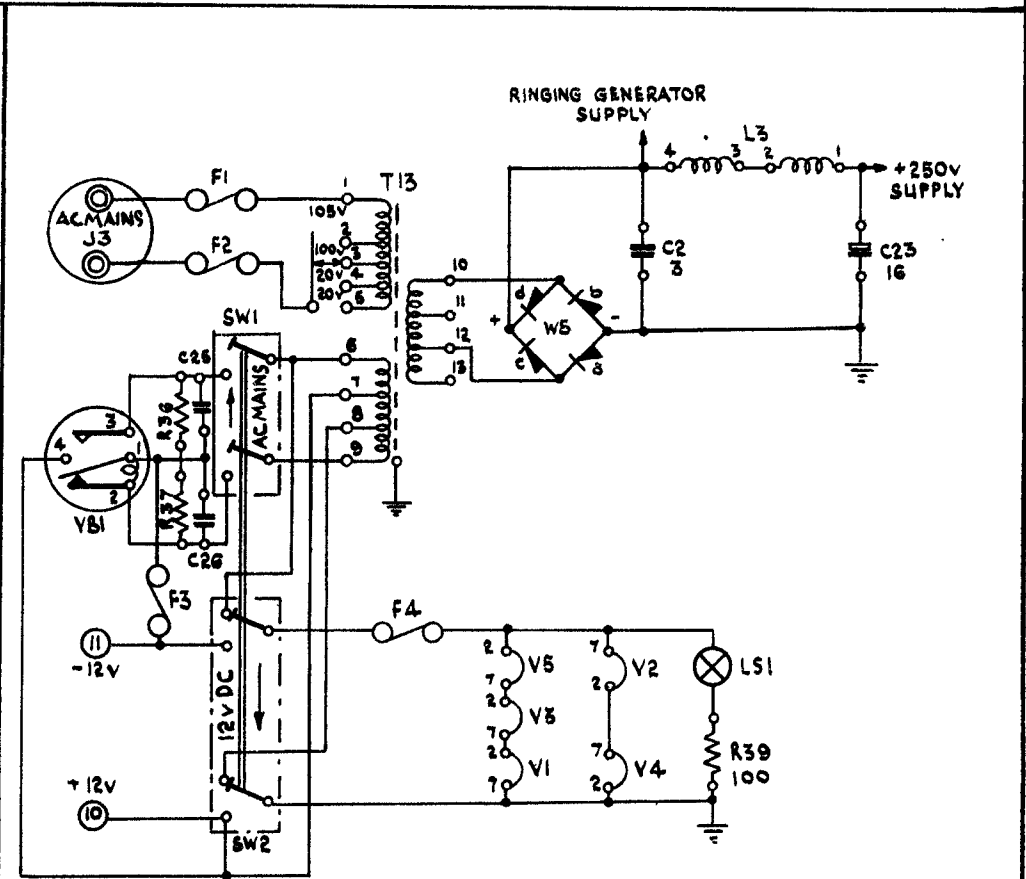 RINGING GENERATOR
SUPPLY
L3
4
3
2
1
+250V
SUPPLY
F1
1
T13
105V
AC.MAINS
J3
F2
2
100V
3
20V
4
20V
5
10
11
12
13
d
b
+
W5
-
c
a
C2
3
C23
16
SW1
6
7
8
9
C25
R36
AC MAINS
3
4
1
2
VB1
R37
C26
F3
11
-12V
12V DC
F4
2
V5
7
2
V3
7
2
V1
7
V2
2
7
V4
2
LS1
R39
100
+12V
10
SW2